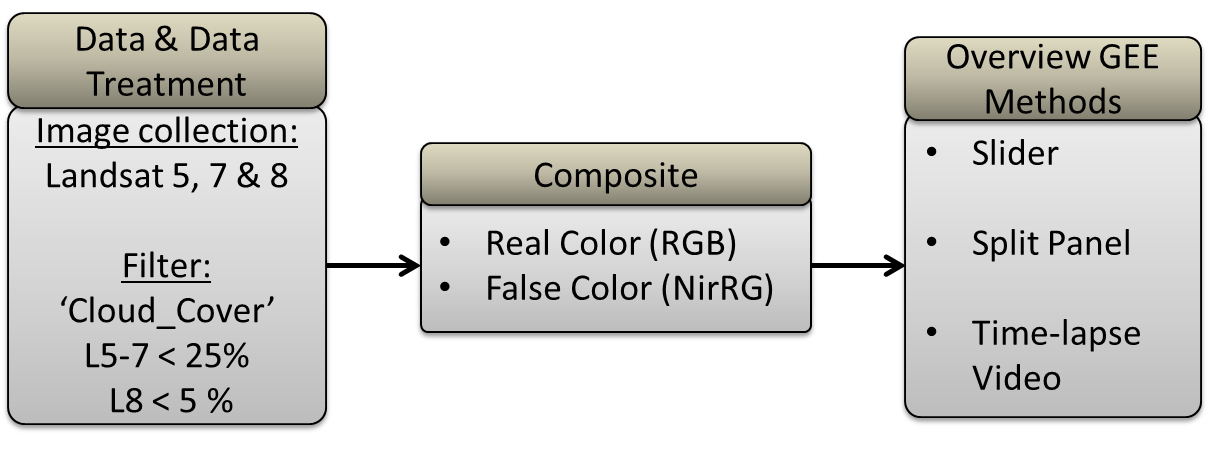 Data & Data
Treatment
Image collection:
Landsat 5, 7 & 8
Filter:
‘Cloud_Cover’
L5-7 < 25%
L8 < 5 %
Composite
• Real Color (RGB)
• False Color (NirRG)
Overview GEE
Methods
• Slider
• Split Panel
• Time-lapse
Video